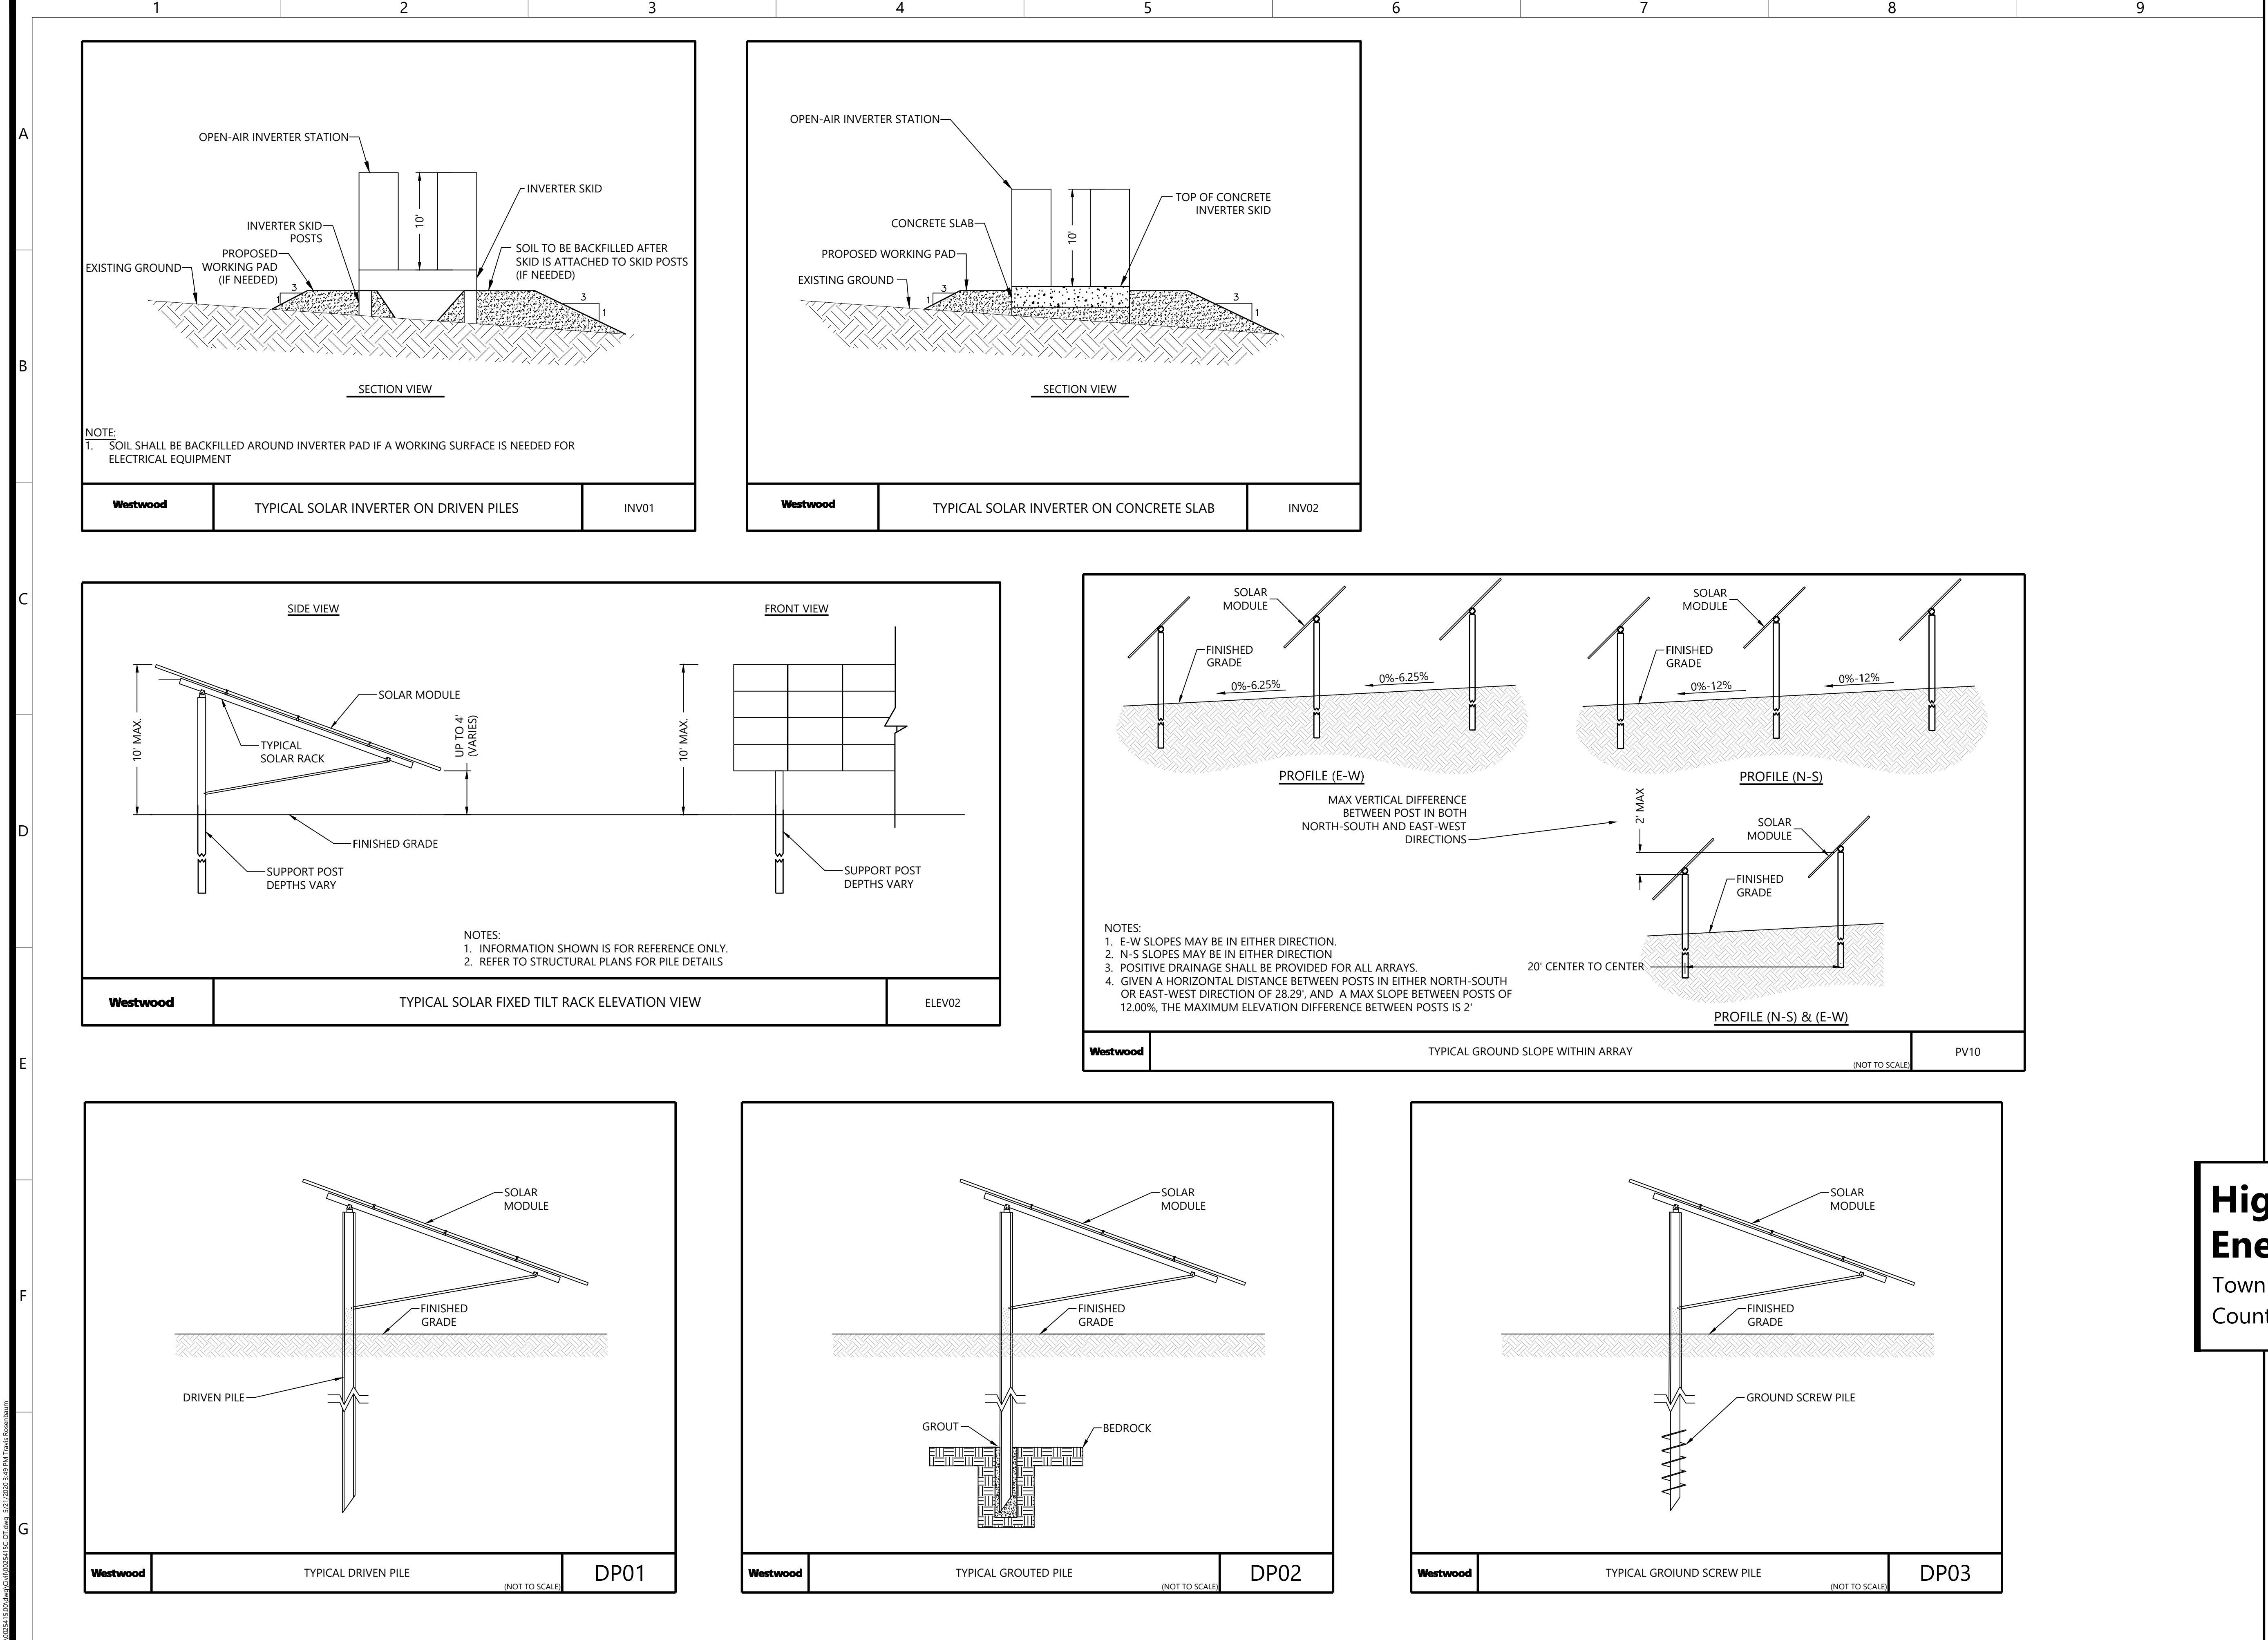 1 2 3 4 5 6 7 8 9
A
B
C
D
E
F
G
OPEN-AIR INVERTER STATION
10'
INVERTER SKID
INVERTER SKID
POSTS
PROPOSED
WORKING PAD
(IF NEEDED)
EXISTING GROUND
SOIL TO BE BACKFILLED AFTER
SKID IS ATTACHED TO SKID POSTS
(IF NEEDED)
3
1
3
1
SECTION VIEW
NOTE:
1. SOIL SHALL BE BACKFILLED AROUND INVERTER PAD IF A WORKING SURFACE IS NEEDED FOR
ELECTRICAL EQUIPMENT
Westwood
TYPICAL SOLAR INVERTER ON DRIVEN PILES
INV01
OPEN-AIR INVERTER STATION
10'
TOP OF CONCRETE
INVERTER SKID
CONCRETE SLAB
PROPOSED WORKING PAD
EXISTING GROUND
3
1
3
1
SECTION VIEW
Westwood
TYPICAL SOLAR INVERTER ON CONCRETE SLAB
INV02
SIDE VIEW
FRONT VIEW
10' MAX.
SOLAR MODULE
TYPICAL
SOLAR RACK
UP TO 4'
(VARIES)
10' MAX.
FINISHED GRADE
SUPPORT POST
DEPTHS VARY
SUPPORT POST
DEPTHS VARY
NOTES:
1. INFORMATION SHOWN IS FOR REFERENCE ONLY.
2. REFER TO STRUCTURAL PLANS FOR PILE DETAILS
Westwood
TYPICAL SOLAR FIXED TILT RACK ELEVATION VIEW
ELEV02
SOLAR
MODULE
FINISHED
GRADE
0%-6.25%
0%-6.25%
PROFILE (E-W)
SOLAR
MODULE
FINISHED
GRADE
0%-12%
0%-12%
PROFILE (N-S)
MAX VERTICAL DIFFERENCE
BETWEEN POST IN BOTH
NORTH-SOUTH AND EAST-WEST
DIRECTIONS
2' MAX
SOLAR
MODULE
FINISHED
GRADE
20' CENTER TO CENTER
PROFILE (N-S) & (E-W)
NOTES:
1. E-W SLOPES MAY BE IN EITHER DIRECTION.
2. N-S SLOPES MAY BE IN EITHER DIRECTION
3. POSITIVE DRAINAGE SHALL BE PROVIDED FOR ALL ARRAYS.
4. GIVEN A HORIZONTAL DISTANCE BETWEEN POSTS IN EITHER NORTH-SOUTH
OR EAST-WEST DIRECTION OF 28.29', AND A MAX SLOPE BETWEEN POSTS OF
12.00%, THE MAXIMUM ELEVATION DIFFERENCE BETWEEN POSTS IS 2'
Westwood
TYPICAL GROUND SLOPE WITHIN ARRAY
(NOT TO SCALE)
PV10
SOLAR
MODULE
FINISHED
GRADE
DRIVEN PILE
Westwood
TYPICAL DRIVEN PILE
(NOT TO SCALE)
DP01
SOLAR
MODULE
FINISHED
GRADE
GROUT
BEDROCK
Westwood
TYPICAL GROUTED PILE
(NOT TO SCALE)
DP02
SOLAR
MODULE
FINISHED
GRADE
GROUND SCREW PILE
Westwood
TYPICAL GROIUND SCREW PILE
(NOT TO SCALE)
DP03
Hig
Ene
Town
Count
\0025415.00\dwg\Civil\0025415C DT.dwg 5/21/2020 3:49 PM Travis Rosenbaum